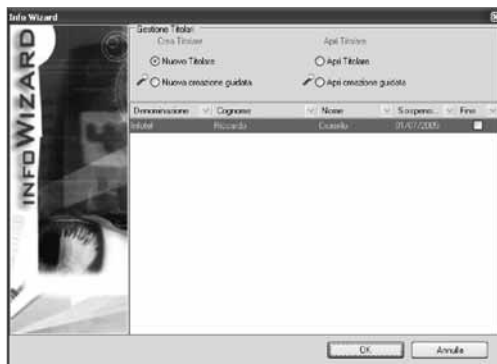 Info Wizard
INFOWIZARD
Gestione Titolari
Crea Titolare
Apri Titolare
Nuovo Titolare
Apri Titolare
Nuova creazione guidata
Apri creazione guidata
Denominazione Cognome Nome Sospeso... Fine
Infotel Riccardo 01/07/2005
OK Annulla